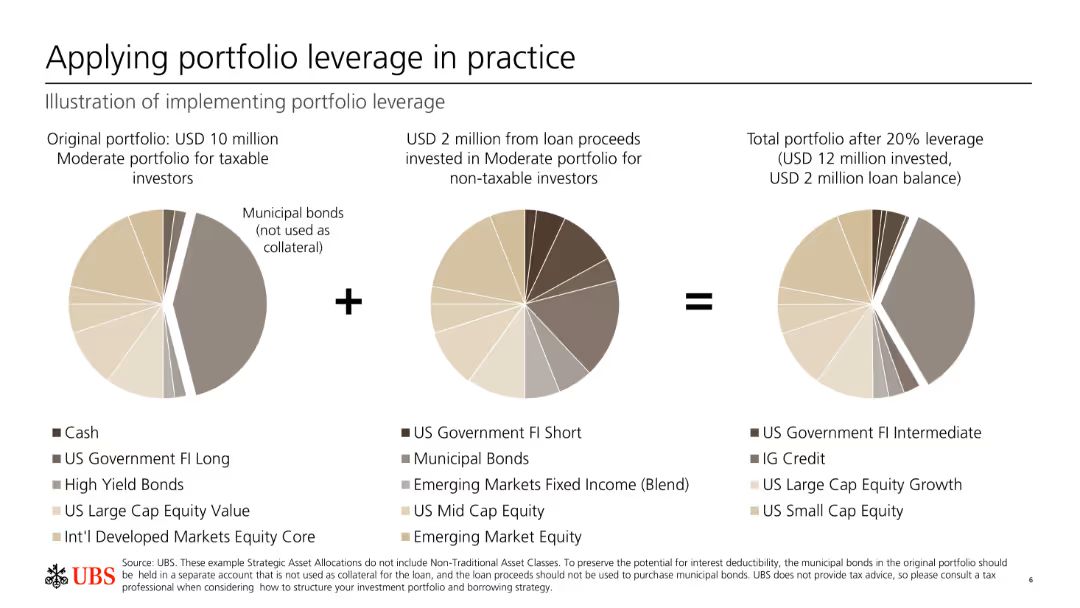 Applying portfolio leverage in practice
Illustration of implementing portfolio leverage
Original portfolio: USD 10 million
Moderate portfolio for taxable
investors
USD 2 million from loan proceeds
invested in Moderate portfolio for
non-taxable investors
Total portfolio after 20% leverage
(USD 12 million invested,
USD 2 million loan balance)
Municipal bonds
(not used as
collateral)
+
=
Cash
US Government FI Short
US Government FI Intermediate
US Government FI Long
Municipal Bonds
IG Credit
High Yield Bonds
Emerging Markets Fixed Income (Blend)
US Large Cap Equity Growth
US Large Cap Equity Value
US Mid Cap Equity
US Small Cap Equity
Int'l Developed Markets Equity Core
Emerging Market Equity
UBS
Source: UBS. These example Strategic Asset Allocations do not include Non-Traditional Asset Classes. To preserve the potential for interest deductibility, the municipal bonds in the original portfolio should
be held in a separate account that is not used as collateral for the loan, and the loan proceeds should not be used to purchase municipal bonds. UBS does not provide tax advice, so please consult a tax
professional when considering how to structure your investment portfolio and borrowing strategy.
6